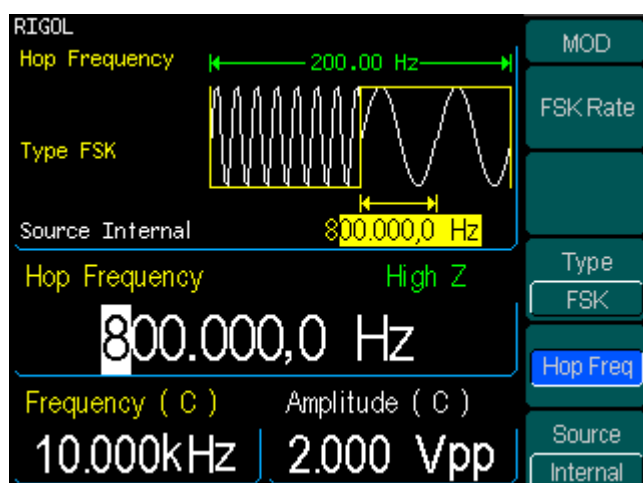 RIGOL
Hop Frequency
200.00 Hz
Type FSK
Source Internal
800.000,0 Hz
Hop Frequency
High Z
800.000,0 Hz
Frequency ( C )
Amplitude ( C )
10.000kHz
2.000 Vpp
MOD
FSK Rate
Type
FSK
Hop Freq
Source
Internal